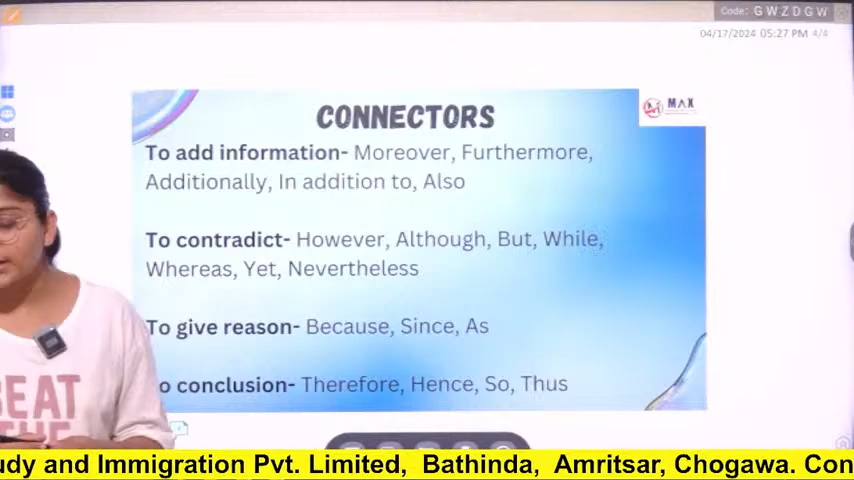 Code: G W Z D G W
04/17/2024 05:27 PM 4/4
CONNECTORS
MAX
To add information- Moreover, Furthermore,
Additionally, In addition to, Also
To contradict- However, Although, But, While,
Whereas, Yet, Nevertheless
To give reason- Because, Since, As
o conclusion- Therefore, Hence, So, Thus
BEAT
THE
udy and Immigration Pvt. Limited, Bathinda, Amritsar, Chogawa. Con